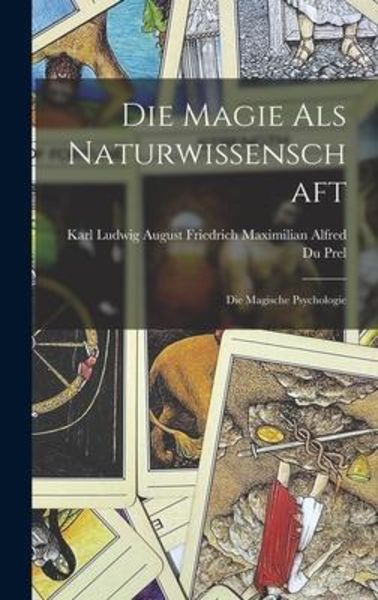 Die Magie Als
Naturwissensch
aft
Karl Ludwig August Friedrich Maximilian Alfred
Du Prel
Die Magische Psychologie